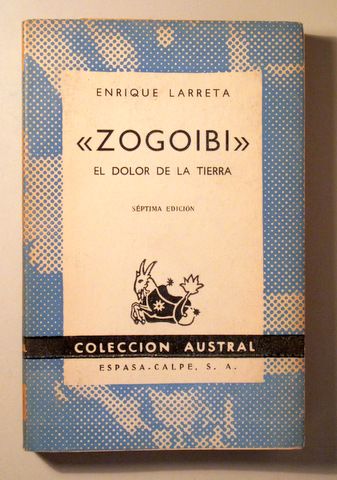 ENRIQUE LARRETA
«ZOGOIBI»
EL DOLOR DE LA TIERRA
SÉPTIMA EDICIÓN
COLECCION AUSTRAL
ESPASA-CALPE, S. A.